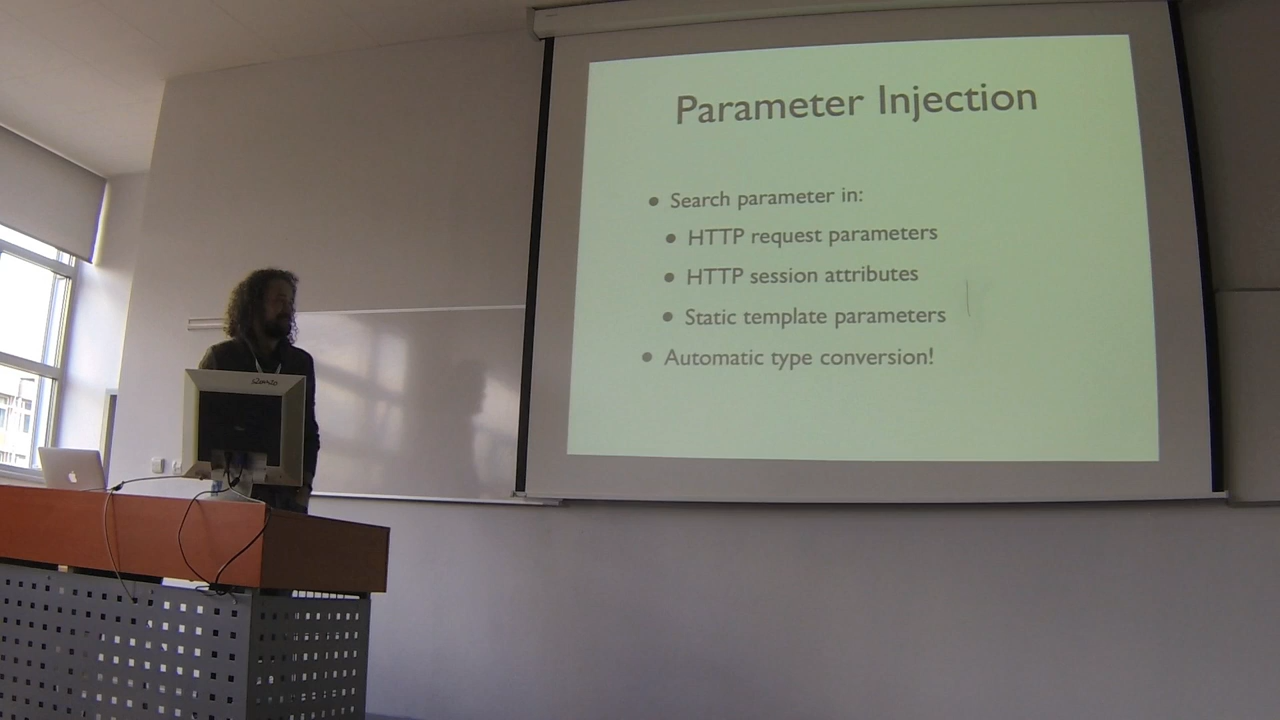 Parameter Injection
• Search parameter in:
• HTTP request parameters
• HTTP session attributes
• Static template parameters
• Automatic type conversion!